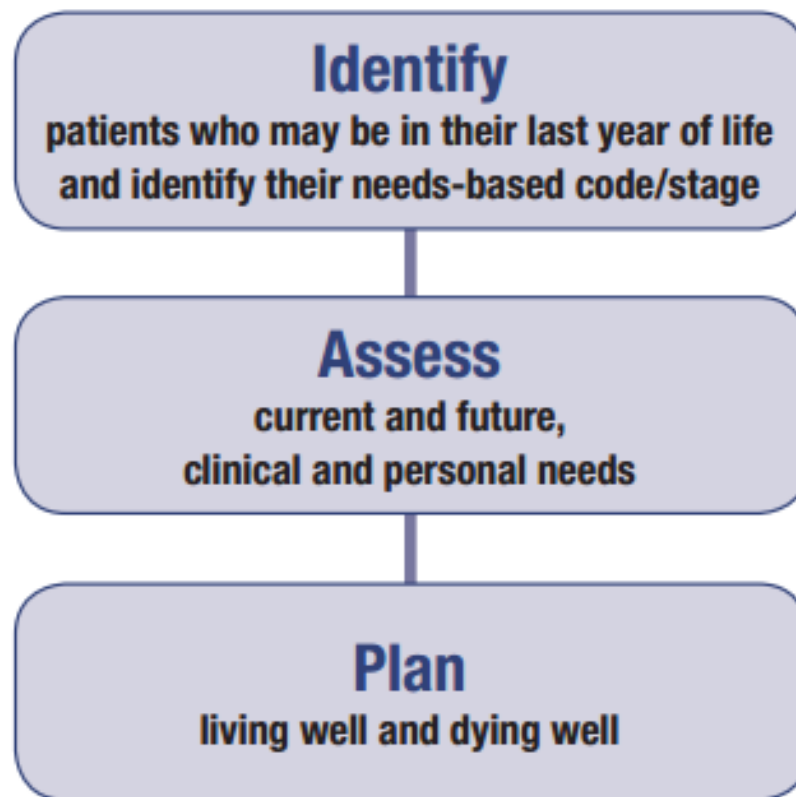 Identify
patients who may be in their last year of life
and identify their needs-based code/stage
Assess
current and future,
clinical and personal needs
Plan
living well and dying well